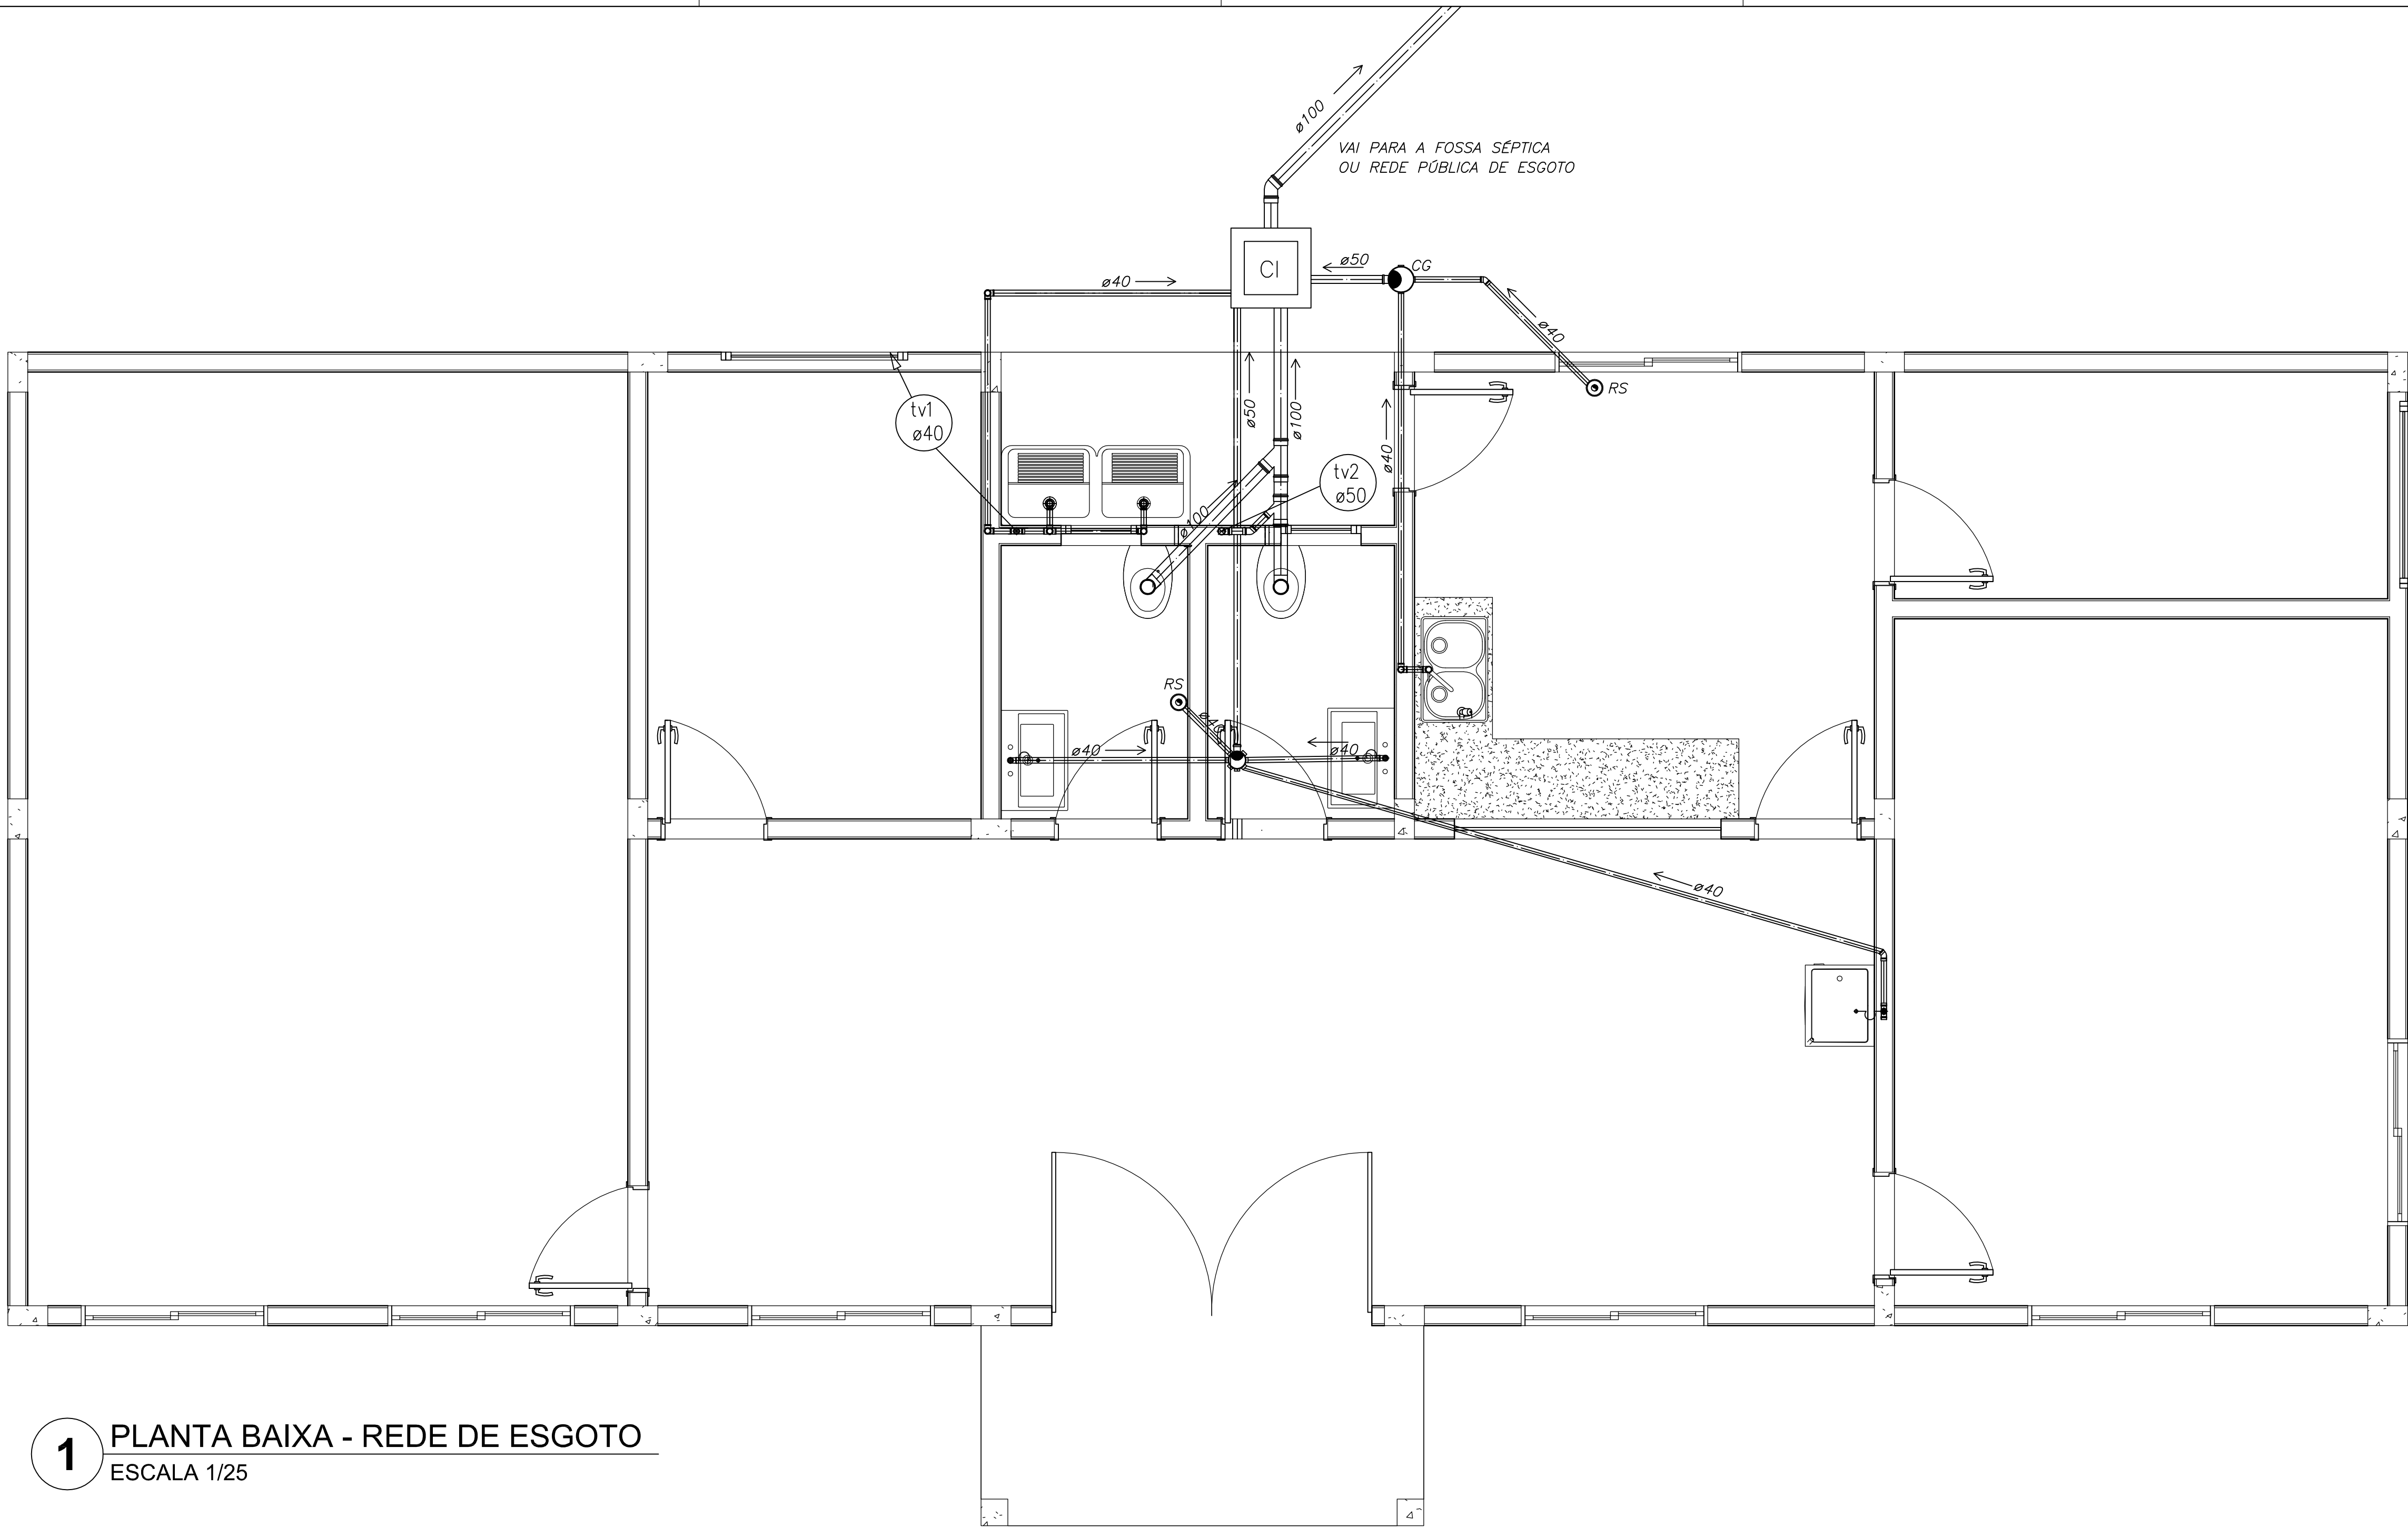 ø100
VAI PARA A FOSSA SÉPTICA
OU REDE PÚBLICA DE ESGOTO
CI
ø50
CG
ø40
ø40
RS
tv1
ø40
ø50
ø100
ø40
tv2
ø50
ø100
RS
ø40
ø40
ø40
ø40
1
PLANTA BAIXA - REDE DE ESGOTO
ESCALA 1/25